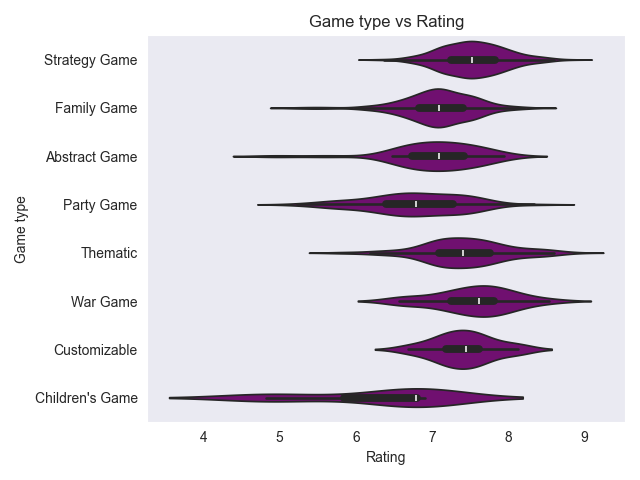 Game type vs Rating
Strategy Game
Family Game
Abstract Game
Party Game
Thematic
War Game
Customizable
Children's Game
Game type
4 5 6 7 8 9
Rating